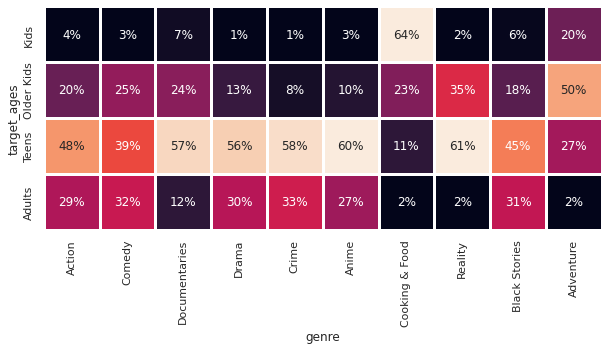 target_ages
Kids
4% 3% 7% 1% 1% 3% 64% 2% 6% 20%
Older Kids
20% 25% 24% 13% 8% 10% 23% 35% 18% 50%
Teens
48% 39% 57% 56% 58% 60% 11% 61% 45% 27%
Adults
29% 32% 12% 30% 33% 27% 2% 2% 31% 2%
Action
Comedy
Documentaries
Drama
Crime
Anime
Cooking & Food
Reality
Black Stories
Adventure
genre